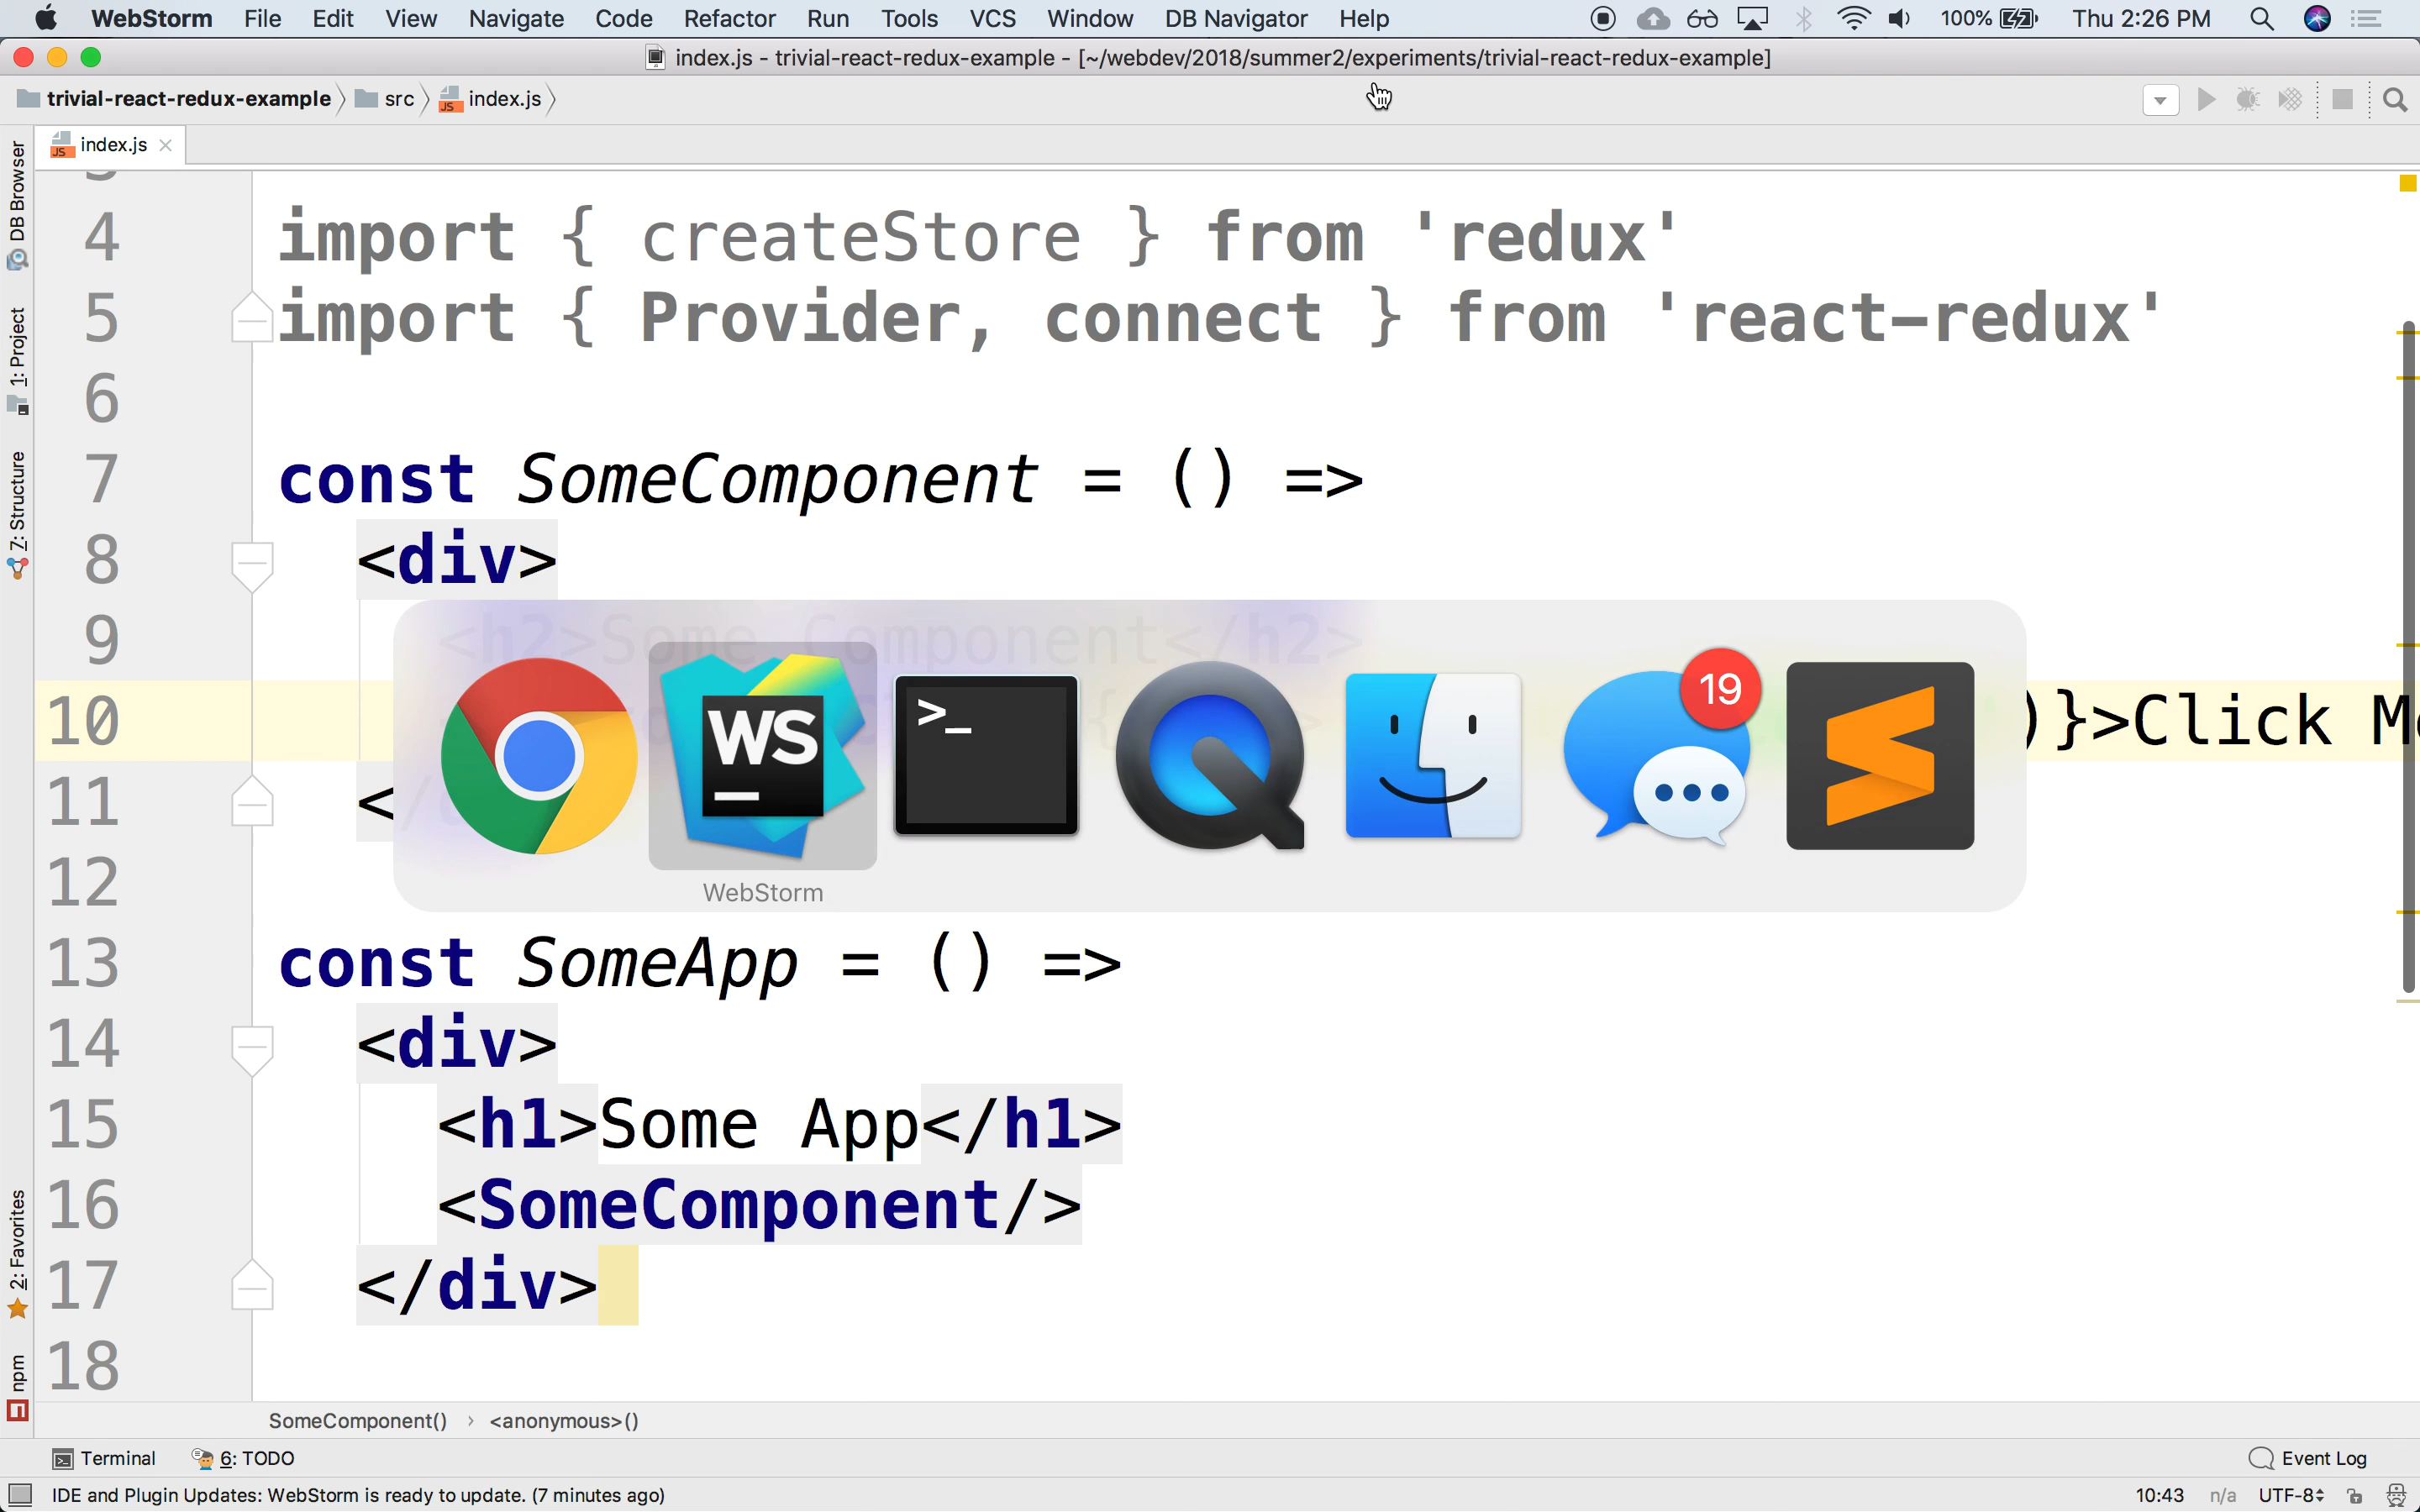 WebStorm File Edit View Navigate Code Refactor Run Tools VCS Window DB Navigator Help 100% Thu 2:26 PM
index.js - trivial-react-redux-example - [~/webdev/2018/summer2/experiments/trivial-react-redux-example]
trivial-react-redux-example src index.js
index.js
DB Browser
1: Project
7: Structure
2: Favorites
npm
4 import { createStore } from 'redux'
5 import { Provider, connect } from 'react-redux'
6
7 const SomeComponent = () =>
8 <div>
9 <h2>Some Component</h2>
10 )}>Click M
11 <
12
13 const SomeApp = () =>
14 <div>
15 <h1>Some App</h1>
16 <SomeComponent/>
17 </div>
18
WS
>_
19
WebStorm
SomeComponent() › <anonymous>()
Terminal 6: TODO Event Log
IDE and Plugin Updates: WebStorm is ready to update. (7 minutes ago) 10:43 n/a UTF-8